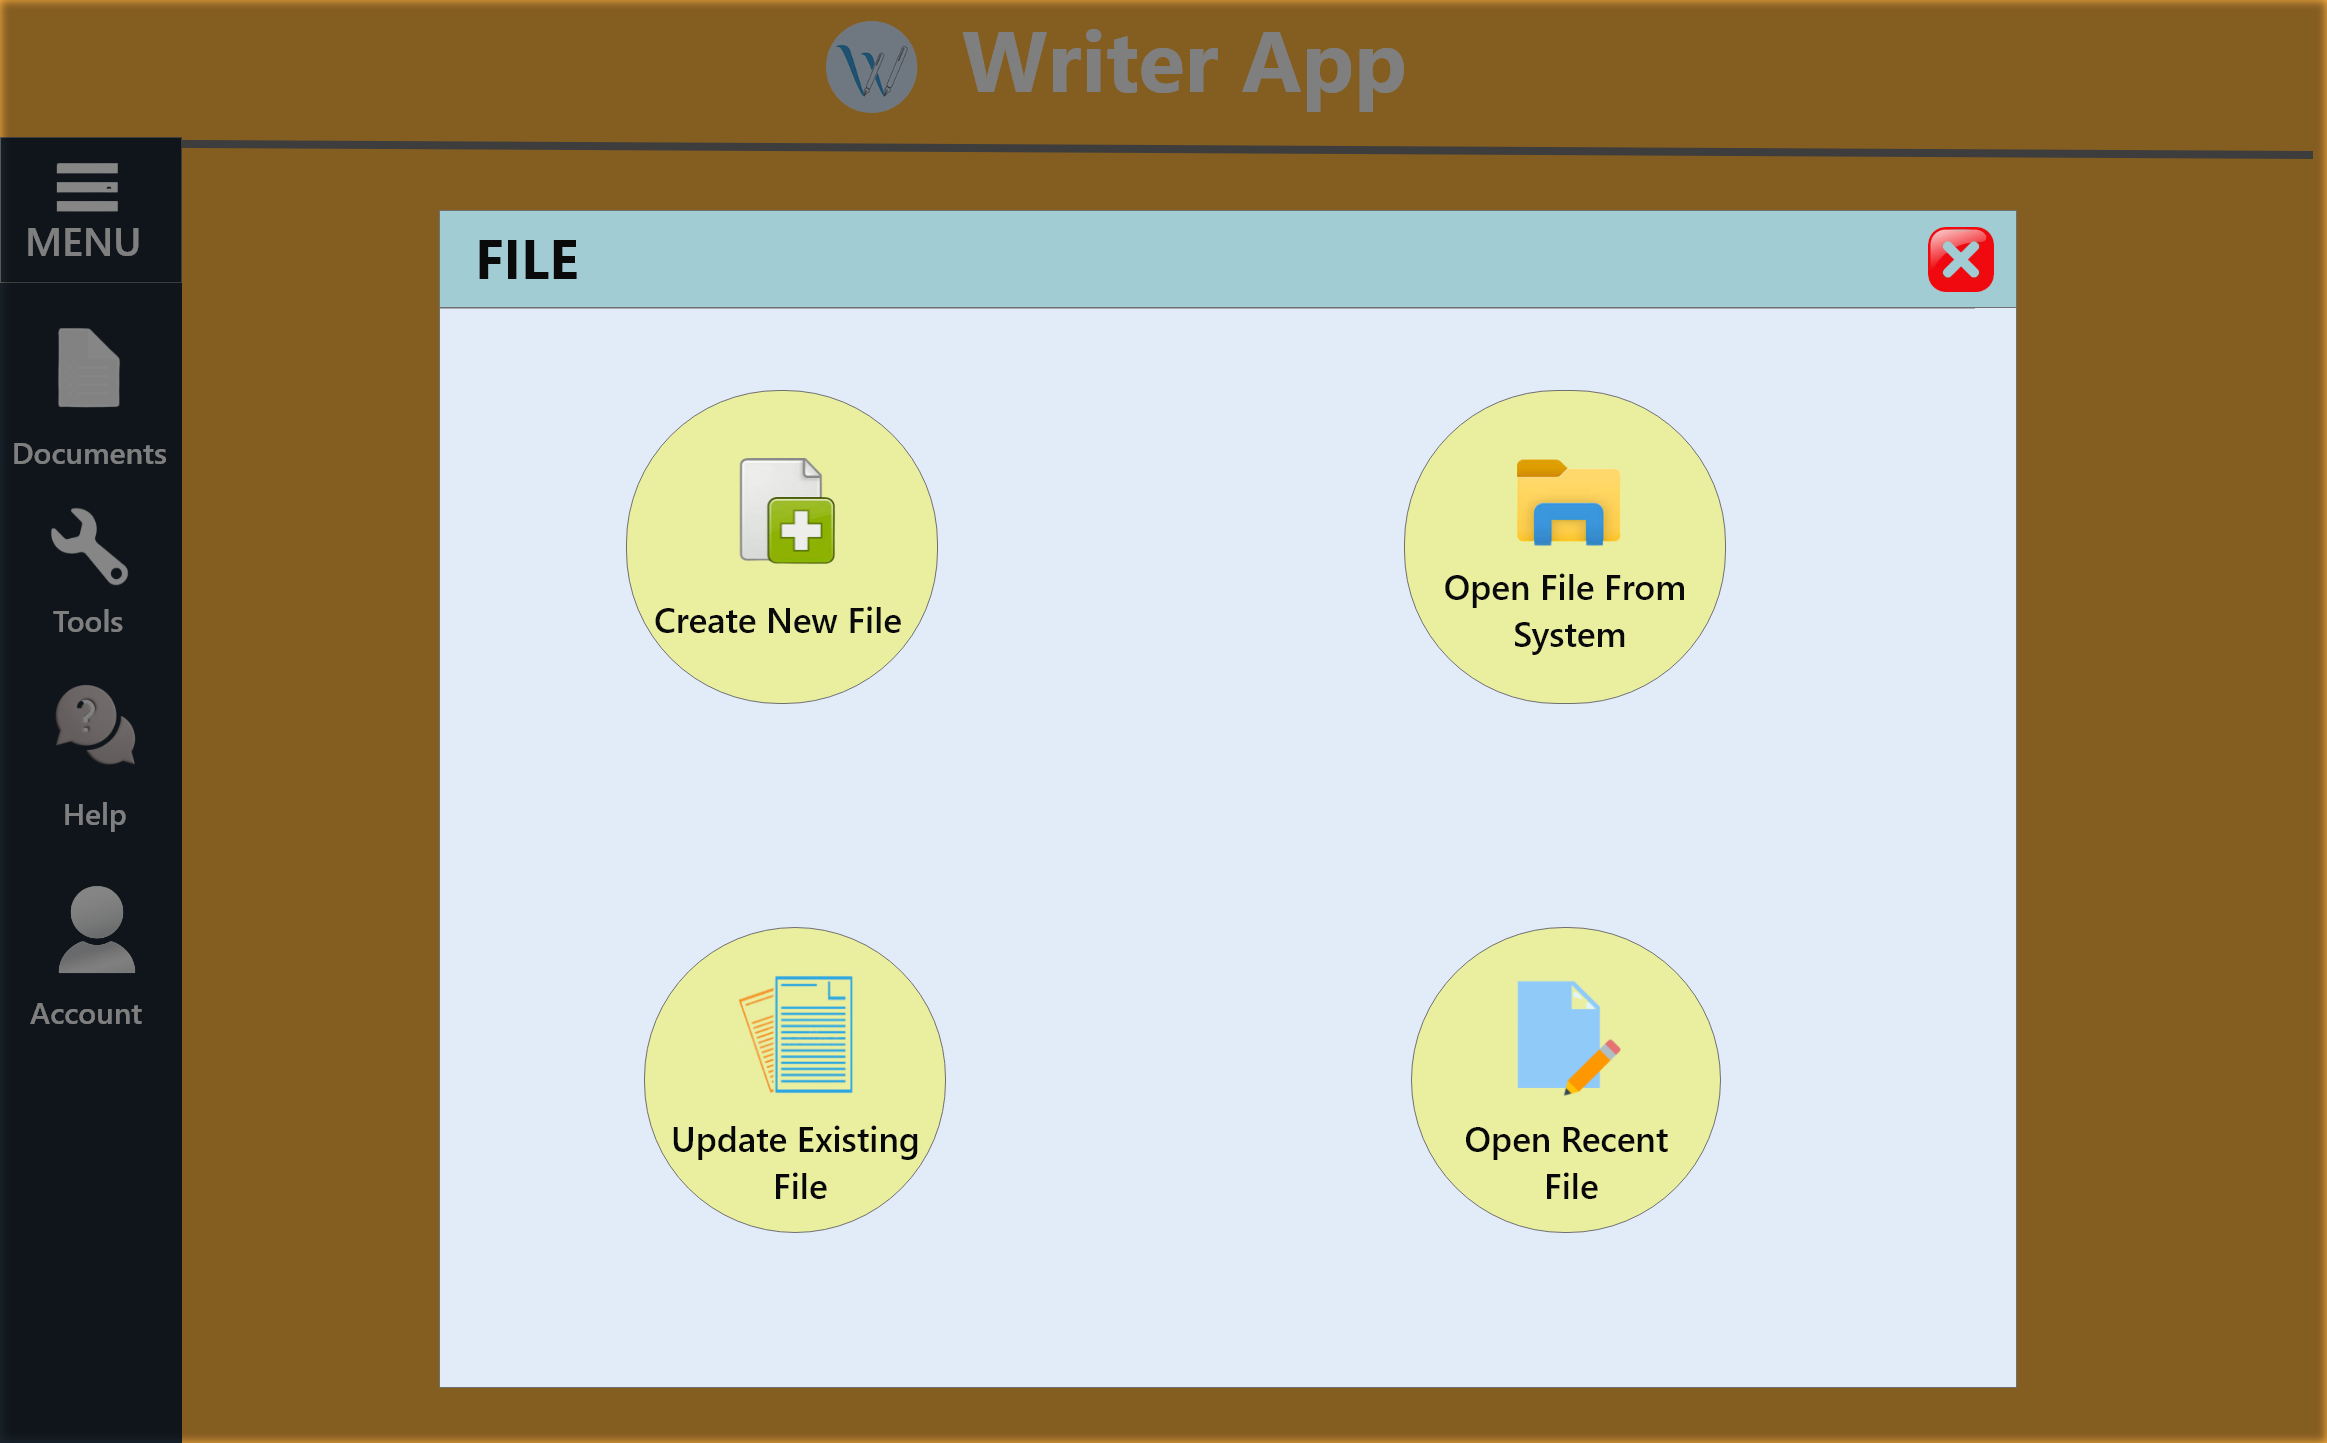 Writer App
MENU
Documents
Tools
Help
Account
FILE
Create New File
Open File From
System
Update Existing
File
Open Recent
File